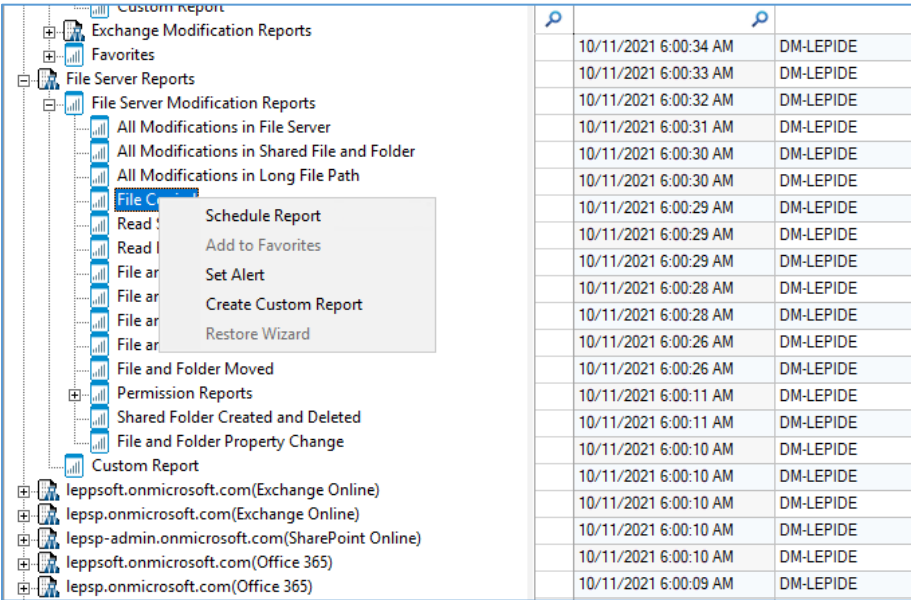 Custom Report
Exchange Modification Reports
Favorites
File Server Reports
File Server Modification Reports
All Modifications in File Server
All Modifications in Shared File and Folder
All Modifications in Long File Path
File
Read
Read
File
File
File
File
File and Folder Moved
Permission Reports
Shared Folder Created and Deleted
File and Folder Property Change
Custom Report
leppsoft.onmicrosoft.com(Exchange Online)
lepsp.onmicrosoft.com(Exchange Online)
lepsp-admin.onmicrosoft.com(SharePoint Online)
leppsoft.onmicrosoft.com(Office 365)
lepsp.onmicrosoft.com(Office 365)
Schedule Report
Add to Favorites
Set Alert
Create Custom Report
Restore Wizard
10/11/2021 6:00:34 AM DM-LEPIDE
10/11/2021 6:00:33 AM DM-LEPIDE
10/11/2021 6:00:32 AM DM-LEPIDE
10/11/2021 6:00:31 AM DM-LEPIDE
10/11/2021 6:00:30 AM DM-LEPIDE
10/11/2021 6:00:30 AM DM-LEPIDE
10/11/2021 6:00:29 AM DM-LEPIDE
10/11/2021 6:00:29 AM DM-LEPIDE
10/11/2021 6:00:29 AM DM-LEPIDE
10/11/2021 6:00:28 AM DM-LEPIDE
10/11/2021 6:00:28 AM DM-LEPIDE
10/11/2021 6:00:26 AM DM-LEPIDE
10/11/2021 6:00:26 AM DM-LEPIDE
10/11/2021 6:00:11 AM DM-LEPIDE
10/11/2021 6:00:11 AM DM-LEPIDE
10/11/2021 6:00:10 AM DM-LEPIDE
10/11/2021 6:00:10 AM DM-LEPIDE
10/11/2021 6:00:10 AM DM-LEPIDE
10/11/2021 6:00:10 AM DM-LEPIDE
10/11/2021 6:00:10 AM DM-LEPIDE
10/11/2021 6:00:09 AM DM-LEPIDE